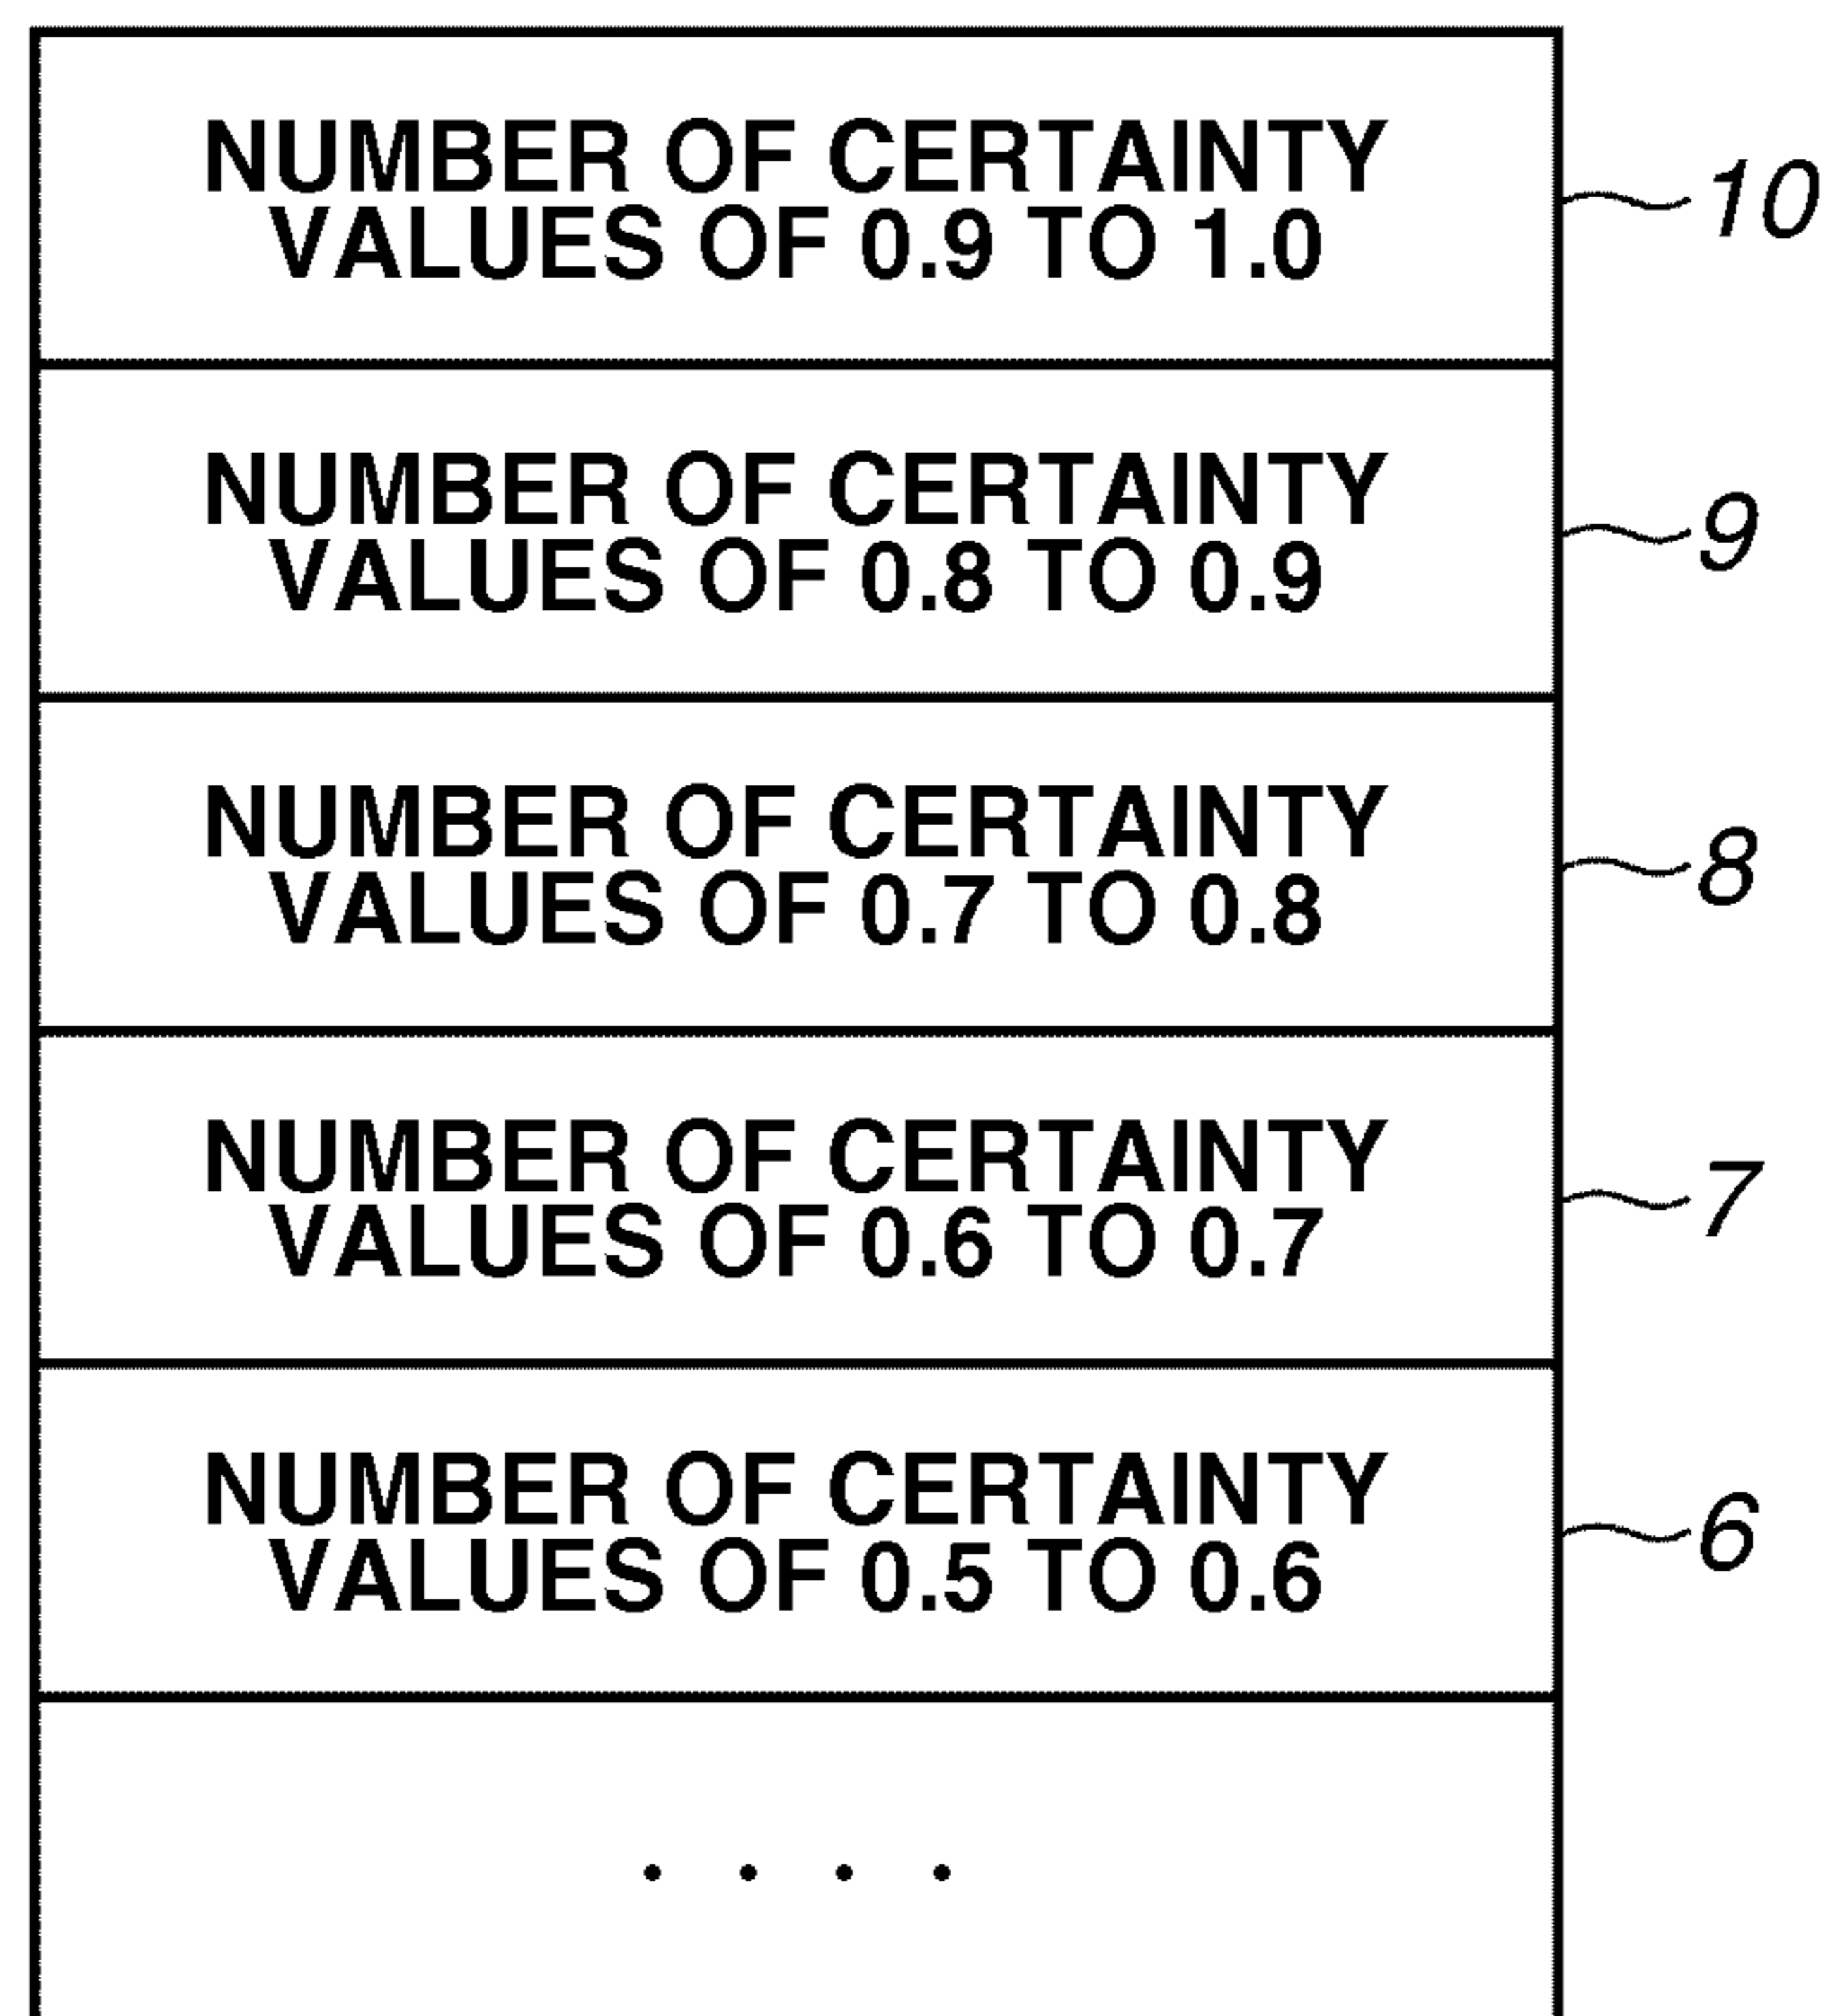 NUMBER OF CERTAINTY
VALUES OF 0.9 TO 1.0
10
NUMBER OF CERTAINTY
VALUES OF 0.8 TO 0.9
9
NUMBER OF CERTAINTY
VALUES OF 0.7 TO 0.8
8
NUMBER OF CERTAINTY
VALUES OF 0.6 TO 0.7
7
NUMBER OF CERTAINTY
VALUES OF 0.5 TO 0.6
6
. . . .